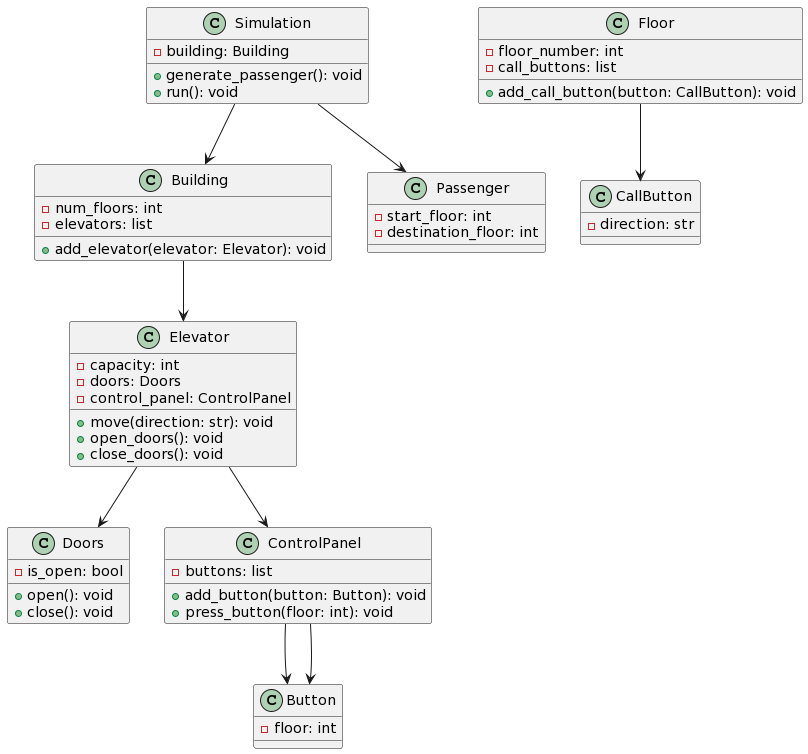 C Simulation
building: Building
generate_passenger(): void
run(): void
C Floor
floor_number: int
call_buttons: list
add_call_button(button: CallButton): void
C Building
num_floors: int
elevators: list
add_elevator(elevator: Elevator): void
C Passenger
start_floor: int
destination_floor: int
C CallButton
direction: str
C Elevator
capacity: int
doors: Doors
control_panel: ControlPanel
move(direction: str): void
open_doors(): void
close_doors(): void
C Doors
is_open: bool
open(): void
close(): void
C ControlPanel
buttons: list
add_button(button: Button): void
press_button(floor: int): void
C Button
floor: int